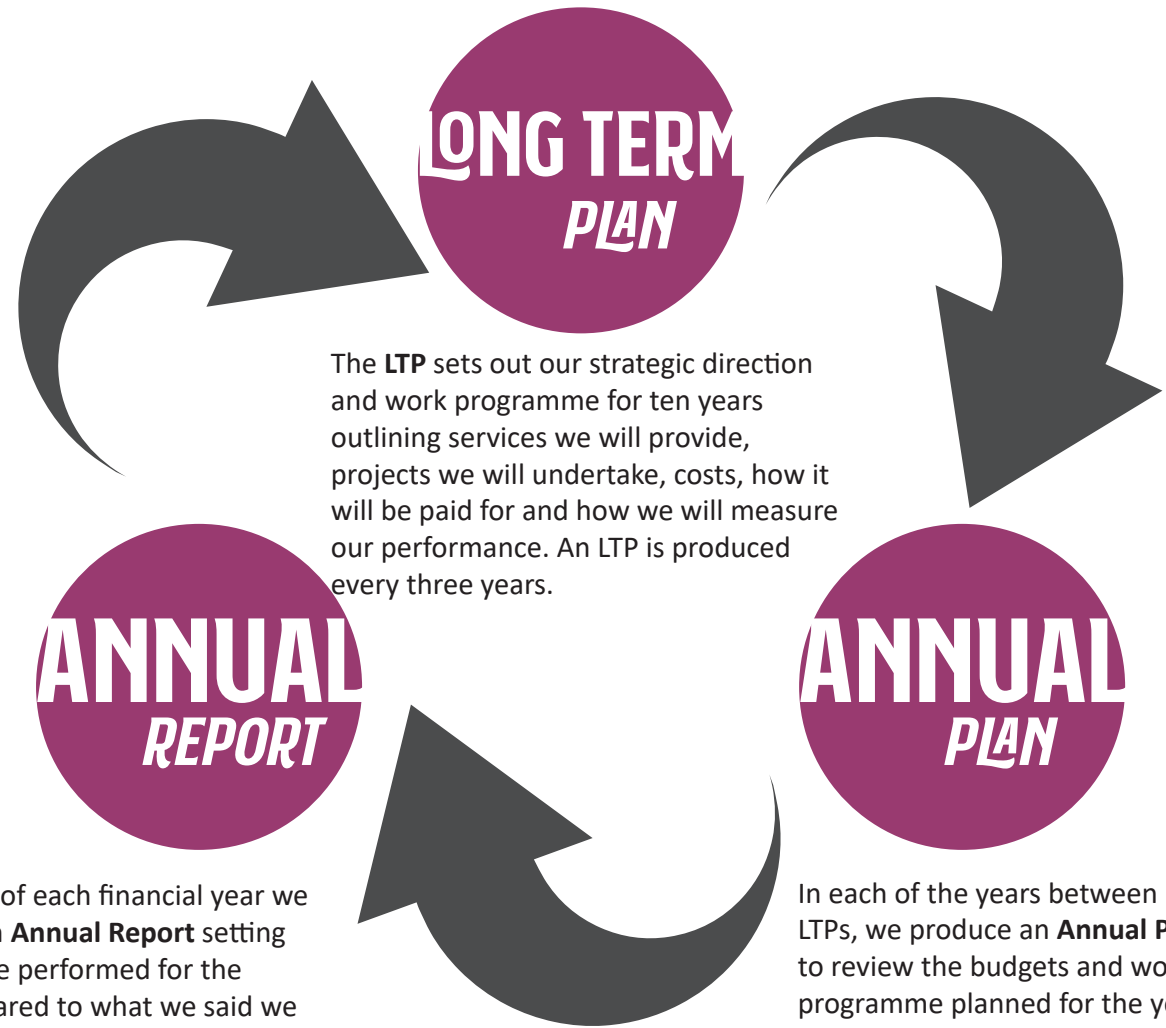 LONG TERM
PLAN
The LTP sets out our strategic direction
and work programme for ten years
outlining services we will provide,
projects we will undertake, costs, how it
will be paid for and how we will measure
our performance. An LTP is produced
every three years.
ANNUAL
REPORT
ANNUAL
PLAN
of each financial year we
Annual Report setting
performed for the
to what we said we
In each of the years between
LTPs, we produce an Annual
to review the budgets and
programme planned for the